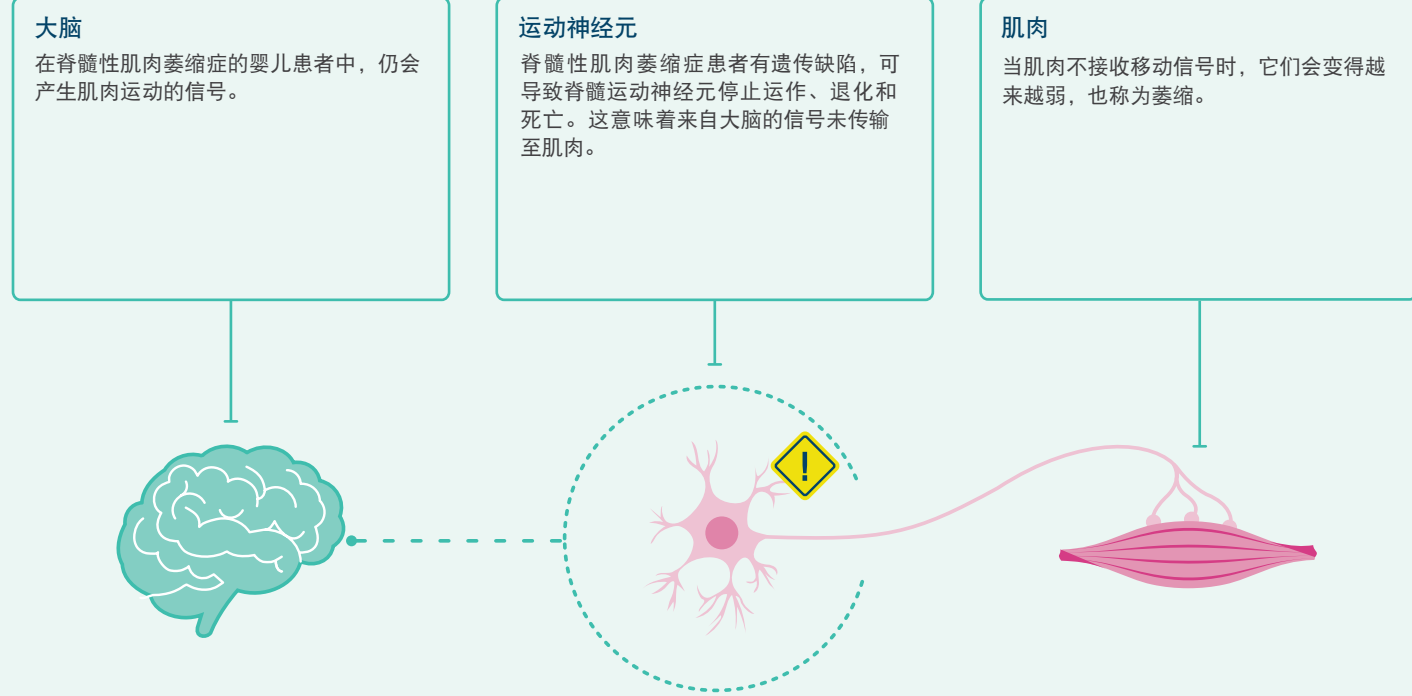 大脑
在脊髓性肌肉萎缩症的婴儿患者中，仍会
产生肌肉运动的信号。
运动神经元
脊髓性肌肉萎缩症患者有遗传缺陷，可
导致脊髓运动神经元停止运作、退化和
死亡。这意味着来自大脑的信号未传输
至肌肉。
肌肉
当肌肉不接收移动信号时，它们会变得越
来越弱，也称为萎缩。
!